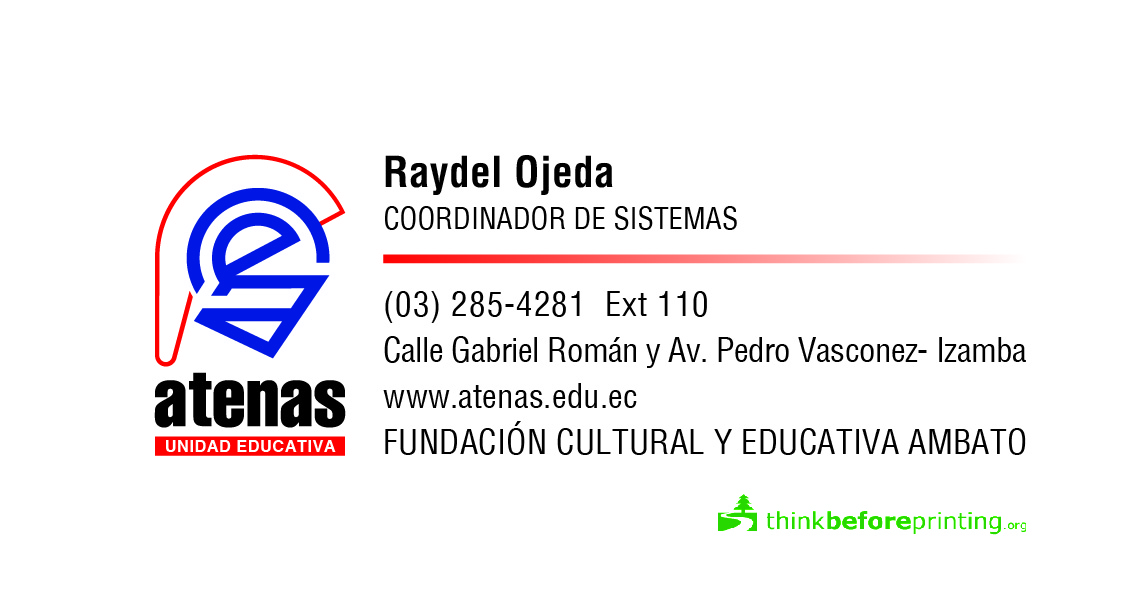 Raydel Ojeda
COORDINADOR DE SISTEMAS
(03) 285-4281 Ext 110
Calle Gabriel Román y Av. Pedro Vasconez- Izamba
www.atenas.edu.ec
FUNDACIÓN CULTURAL Y EDUCATIVA AMBATO
atenas
UNIDAD EDUCATIVA
thinkbeforeprinting.org